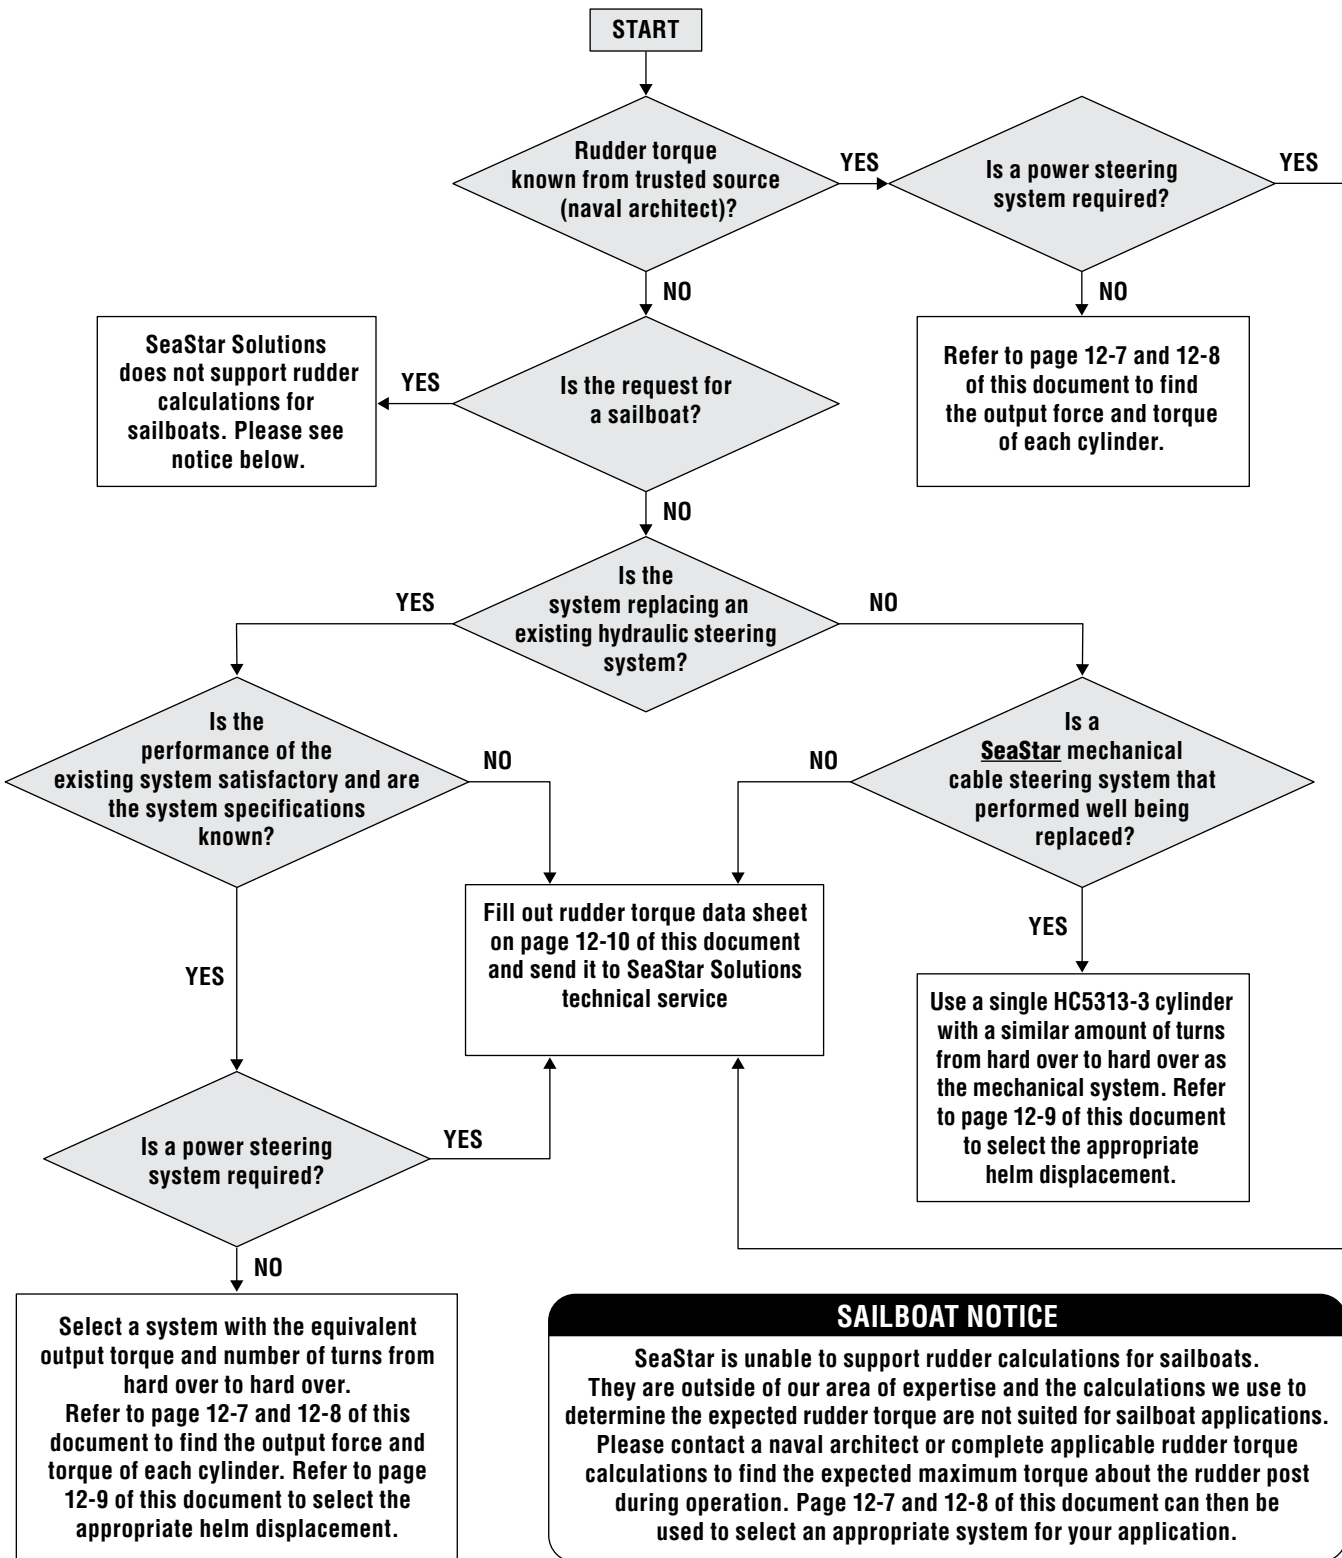 START
Rudder torque
known from trusted source
(naval architect)?
YES
Is a power steering
system required?
YES
NO
NO
SeaStar Solutions
does not support rudder
calculations for
sailboats. Please see
notice below.
YES
Is the request for
a sailboat?
Refer to page 12-7 and 12-8
of this document to find
the output force and torque
of each cylinder.
NO
Is the
system replacing an
existing hydraulic steering
system?
YES
NO
Is the
performance of the
existing system satisfactory and are
the system specifications
known?
NO
NO
Is a
SeaStar mechanical
cable steering system that
performed well being
replaced?
YES
Fill out rudder torque data sheet
on page 12-10 of this document
and send it to SeaStar Solutions
technical service
YES
Use a single HC5313-3 cylinder
with a similar amount of turns
from hard over to hard over as
the mechanical system. Refer
to page 12-9 of this document
to select the appropriate
helm displacement.
Is a power steering
system required?
YES
NO
Select a system with the equivalent
output torque and number of turns from
hard over to hard over.
Refer to page 12-7 and 12-8 of this
document to find the output force and
torque of each cylinder. Refer to page
12-9 of this document to select the
appropriate helm displacement.
SAILBOAT NOTICE
SeaStar is unable to support rudder calculations for sailboats.
They are outside of our area of expertise and the calculations we use to
determine the expected rudder torque are not suited for sailboat applications.
Please contact a naval architect or complete applicable rudder torque
calculations to find the expected maximum torque about the rudder post
during operation. Page 12-7 and 12-8 of this document can then be
used to select an appropriate system for your application.